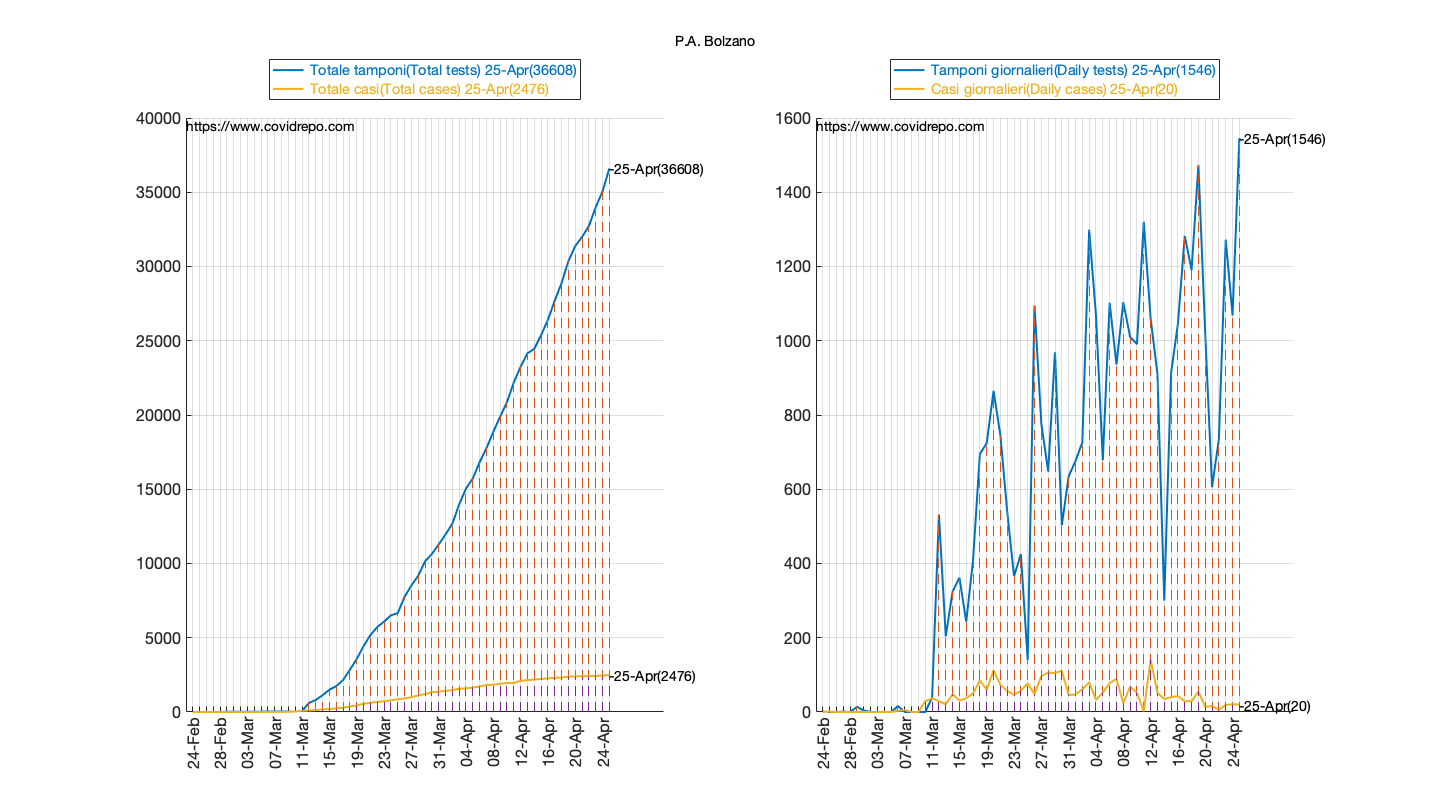 P.A. Bolzano
Totale tamponi(Total tests) 25-Apr(36608)
Totale casi(Total cases) 25-Apr(2476)
40000
35000
30000
25000
20000
15000
10000
5000
0
https://www.covidrepo.com
25-Apr(36608)
25-Apr(2476)
24-Feb
28-Feb
03-Mar
07-Mar
11-Mar
15-Mar
19-Mar
23-Mar
27-Mar
31-Mar
04-Apr
08-Apr
12-Apr
16-Apr
20-Apr
24-Apr
Tamponi giornalieri(Daily tests) 25-Apr(1546)
Casi giornalieri(Daily cases) 25-Apr(20)
1600
1400
1200
1000
800
600
400
200
0
https://www.covidrepo.com
25-Apr(1546)
25-Apr(20)
24-Feb
28-Feb
03-Mar
07-Mar
11-Mar
15-Mar
19-Mar
23-Mar
27-Mar
31-Mar
04-Apr
08-Apr
12-Apr
16-Apr
20-Apr
24-Apr